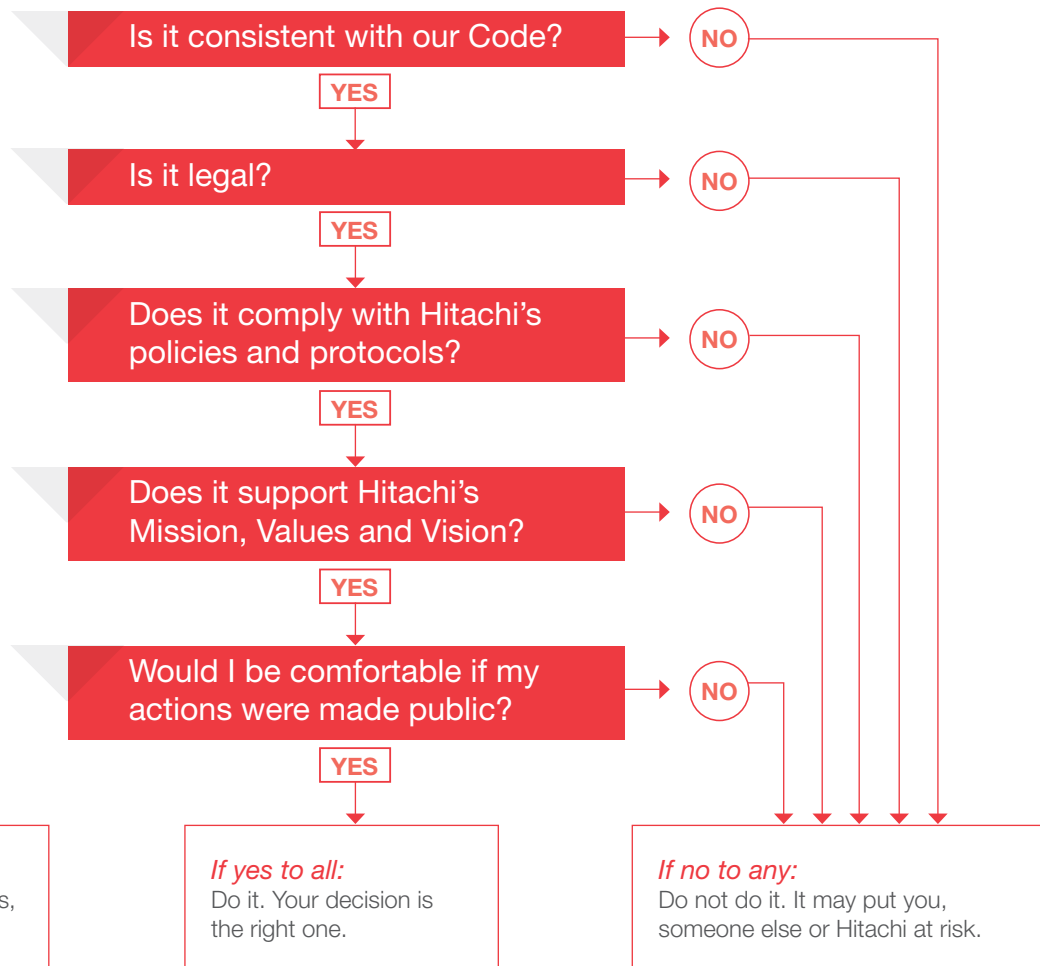 Is it consistent with our Code?
NO
YES
Is it legal?
NO
YES
Does it comply with Hitachi’s
policies and protocols?
NO
YES
Does it support Hitachi’s
Mission, Values and Vision?
NO
YES
Would I be comfortable if my
actions were made public?
NO
YES
s,
If yes to all:
Do it. Your decision is
the right one.
If no to any:
Do not do it. It may put you,
someone else or Hitachi at risk.